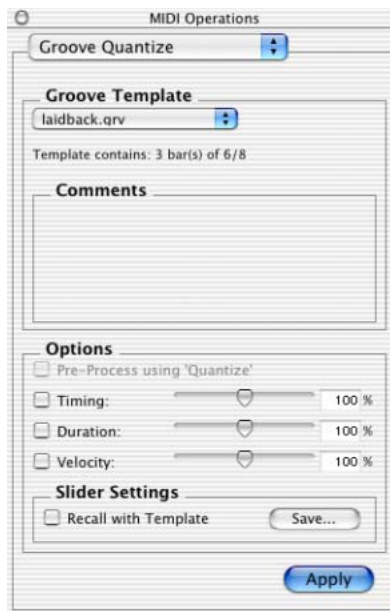 MIDI Operations
Groove Quantize
Groove Template
laidback.grv
Template contains: 3 bar(s) of 6/8
Comments
Options
Pre-Process using 'Quantize'
Timing: 100 %
Duration: 100 %
Velocity: 100 %
Slider Settings
Recall with Template Save...
Apply